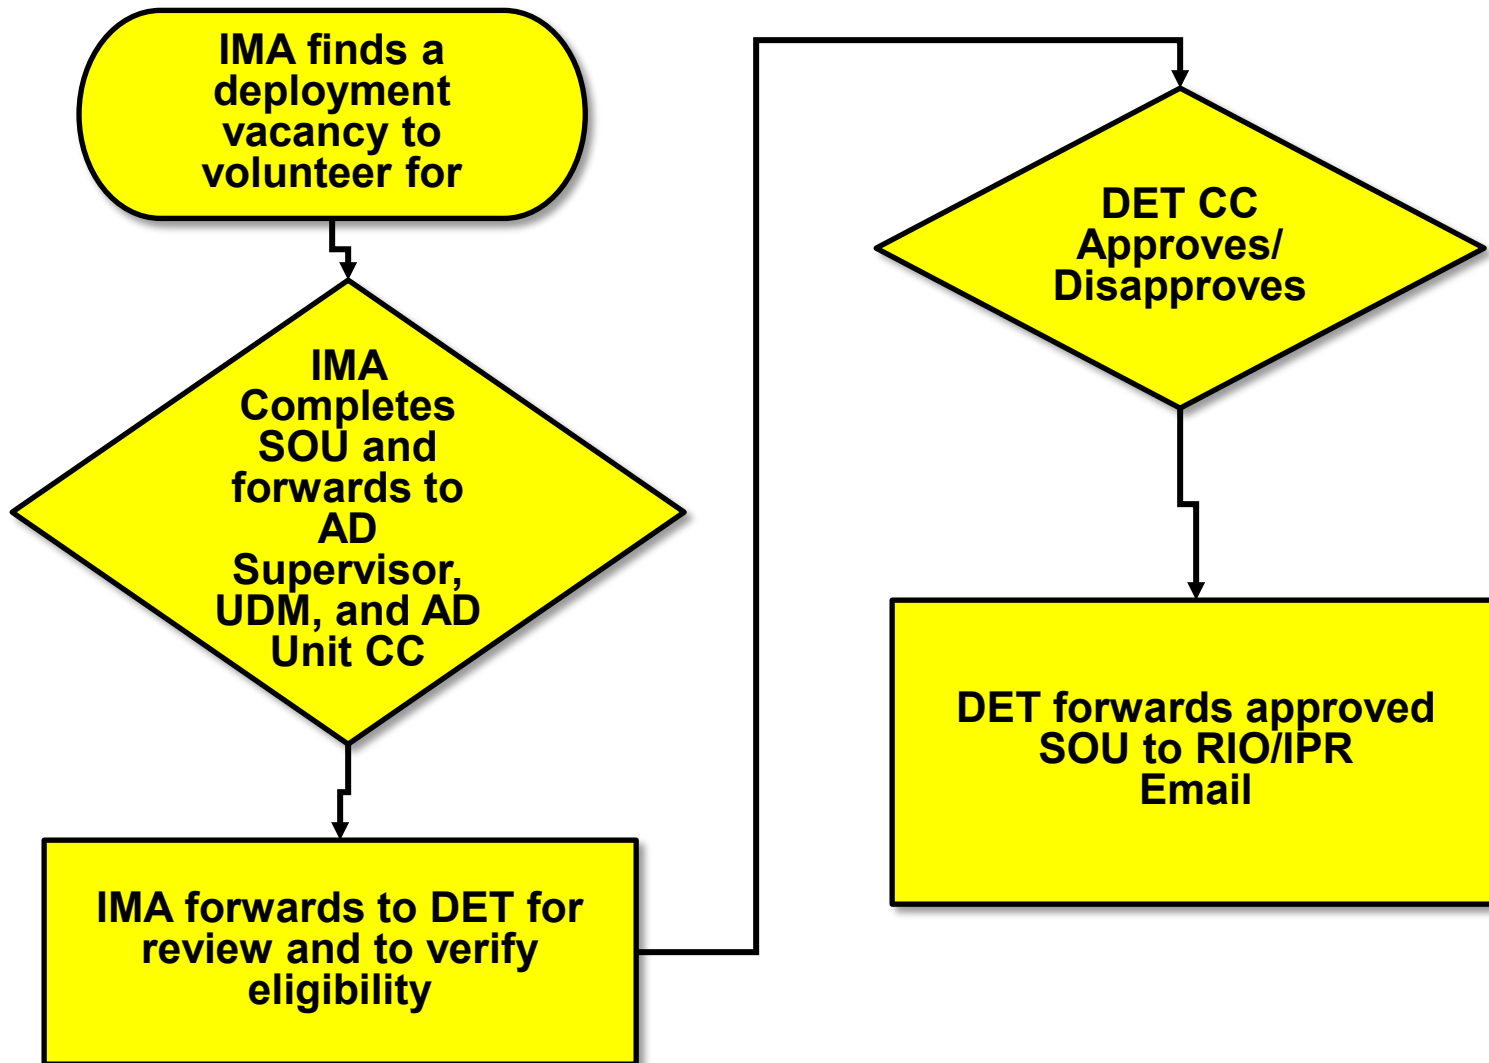 IMA finds a
deployment
vacancy to
volunteer for
IMA
Completes
SOU and
forwards to
AD
Supervisor,
UDM, and AD
Unit CC
IMA forwards to DET for
review and to verify
eligibility
DET CC
Approves/
Disapproves
DET forwards approved
SOU to RIO/IPR
Email